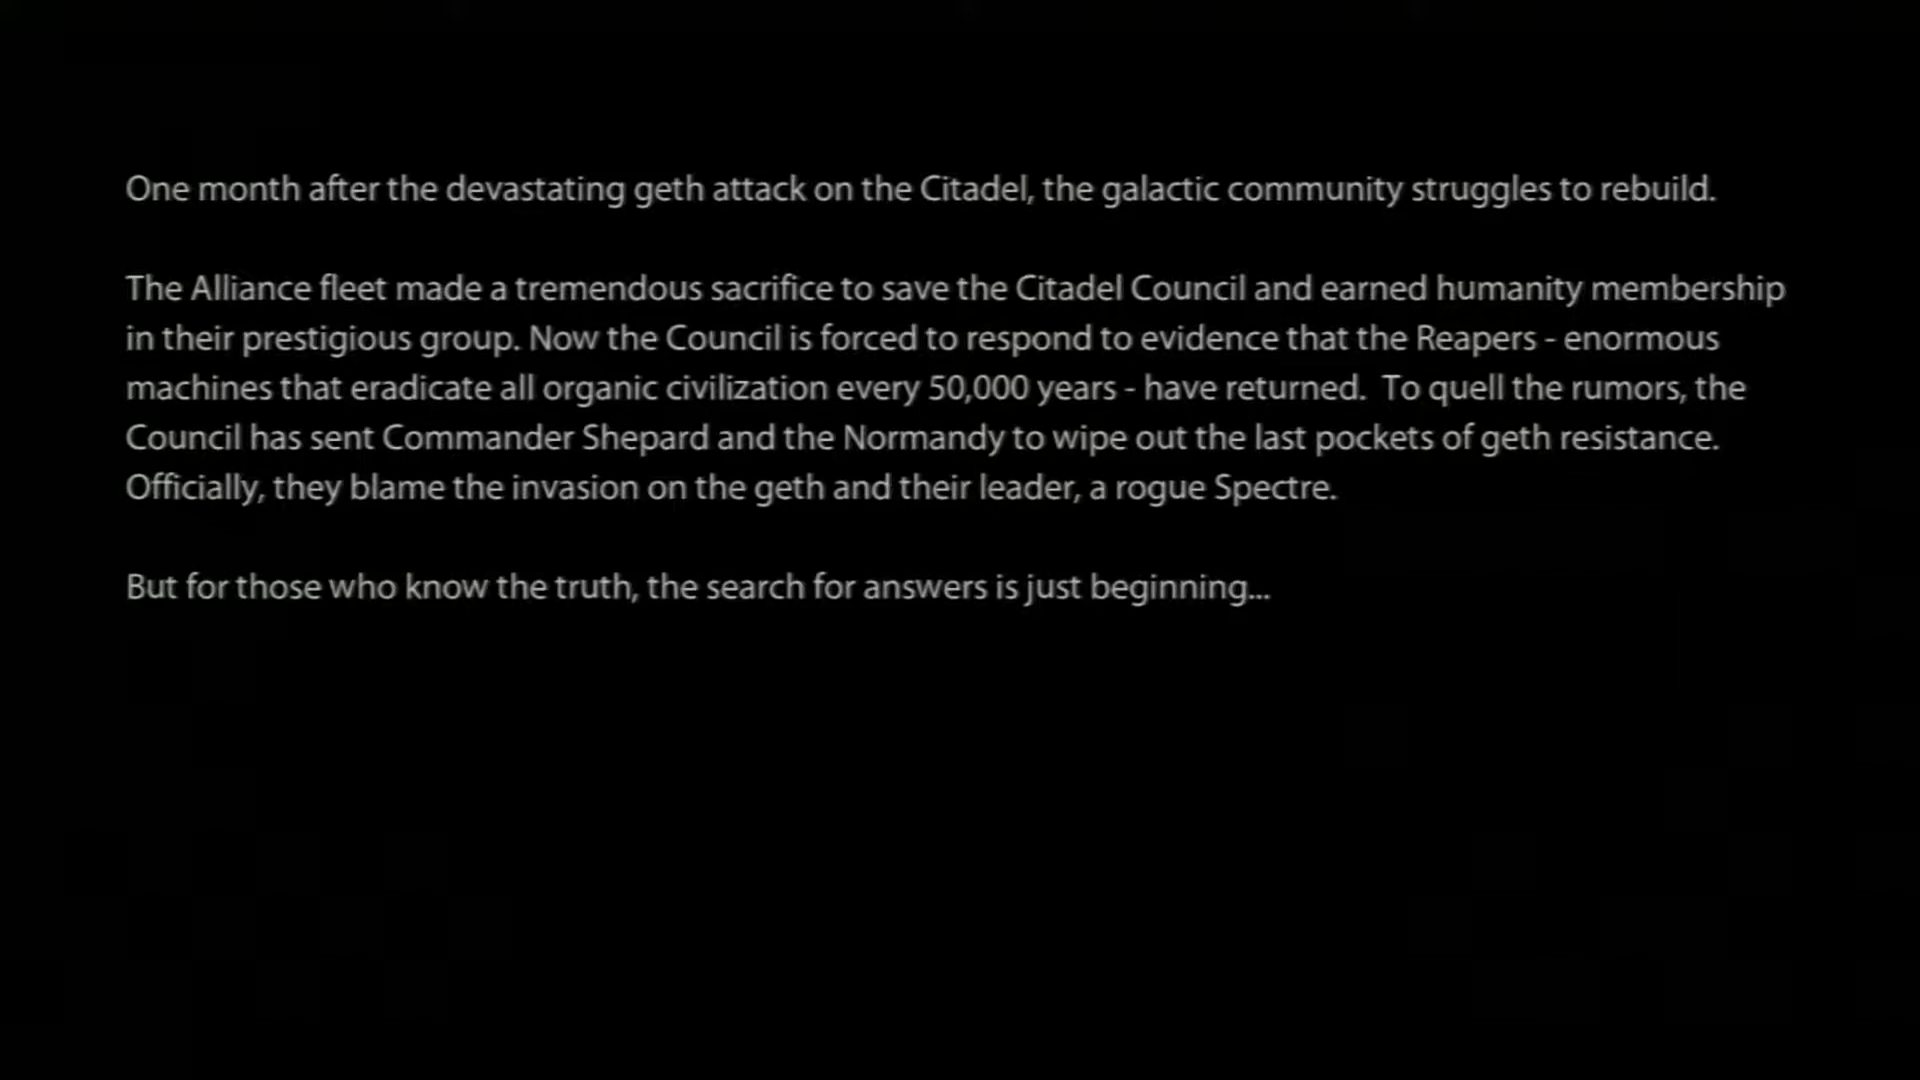 One month after the devastating geth attack on the Citadel, the galactic community struggles to rebuild.
The Alliance fleet made a tremendous sacrifice to save the Citadel Council and earned humanity membership
in their prestigious group. Now the Council is forced to respond to evidence that the Reapers - enormous
machines that eradicate all organic civilization every 50,000 years - have returned.  To quell the rumors, the
Council has sent Commander Shepard and the Normandy to wipe out the last pockets of geth resistance.
Officially, they blame the invasion on the geth and their leader, a rogue Spectre.
But for those who know the truth, the search for answers is just beginning...